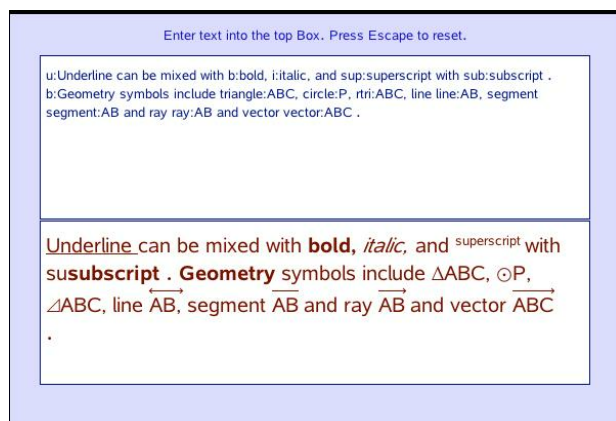 Enter text into the top Box. Press Escape to reset.
u:Underline can be mixed with b:bold, i:italic, and sup:superscript with sub:subscript .
b:Geometry symbols include triangle:ABC, circle:P, rtri:ABC, line line:AB, segment
segment:AB and ray ray:AB and vector vector:ABC .
Underline can be mixed with bold, italic, and superscript with
susubscript . Geometry symbols include ΔABC, ⊙P,
⊿ABC, line AB, segment AB and ray AB and vector ABC
.